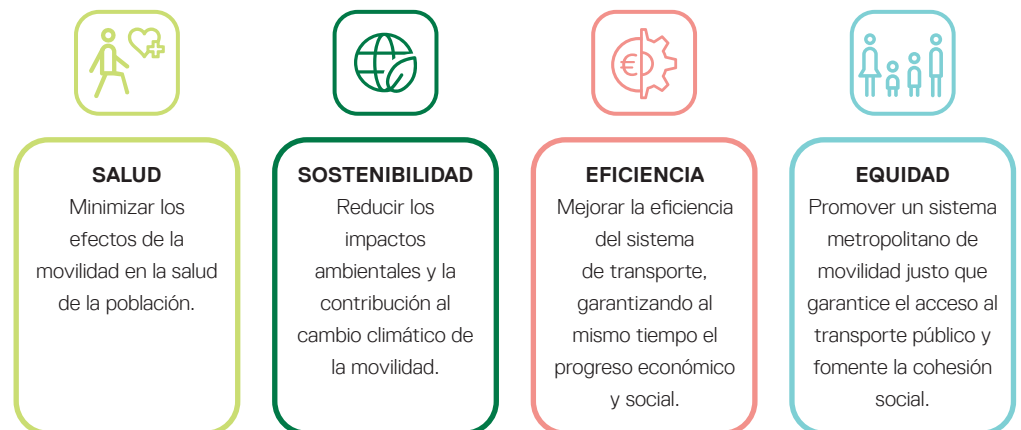 SALUD
Minimizar los
efectos de la
movilidad en la salud
de la población.
SOSTENIBILIDAD
Reducir los
impactos
ambientales y la
contribución al
cambio climático de
la movilidad.
EFICIENCIA
Mejorar la eficiencia
del sistema
de transporte,
garantizando al
mismo tiempo el
progreso económico
y social.
EQUIDAD
Promover un sistema
metropolitano de
movilidad justo que
garantice el acceso al
transporte público y
fomente la cohesión
social.